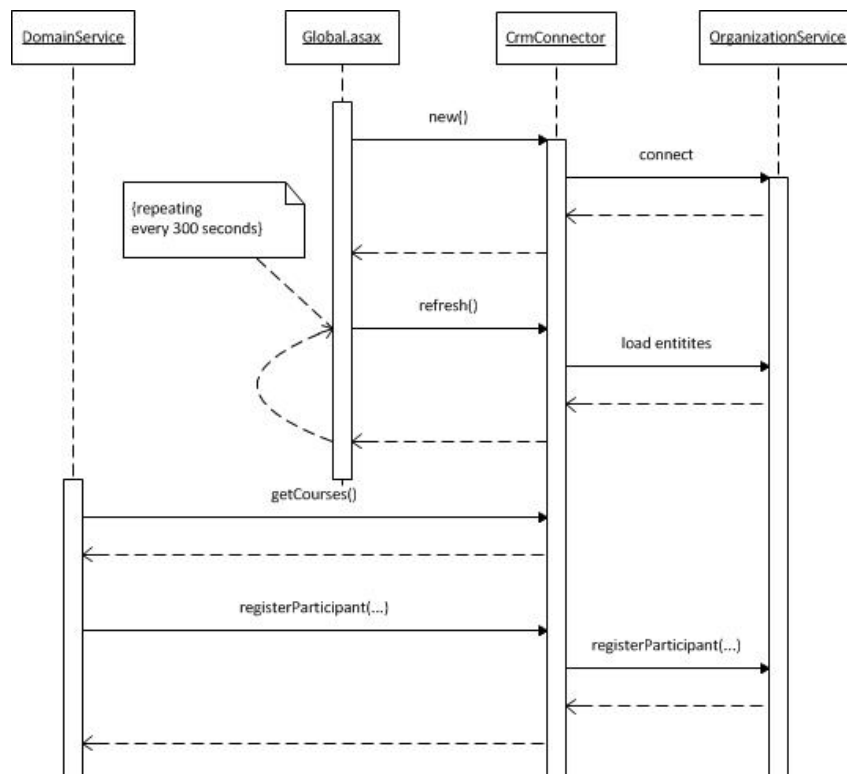 DomainService
Global.asax
CrmConnector
OrganizationService
new()
connect
{repeating
every 300 seconds}
refresh()
load entitites
getCourses()
registerParticipant(...)
registerParticipant(...)